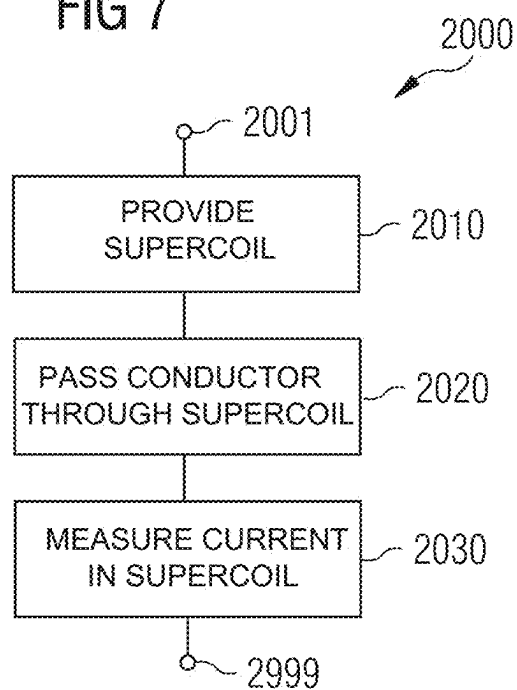 FIG 7
2000
2001
PROVIDE
SUPERCOIL
2010
PASS CONDUCTOR
THROUGH SUPERCOIL
2020
MEASURE CURRENT
IN SUPERCOIL
2030
2999